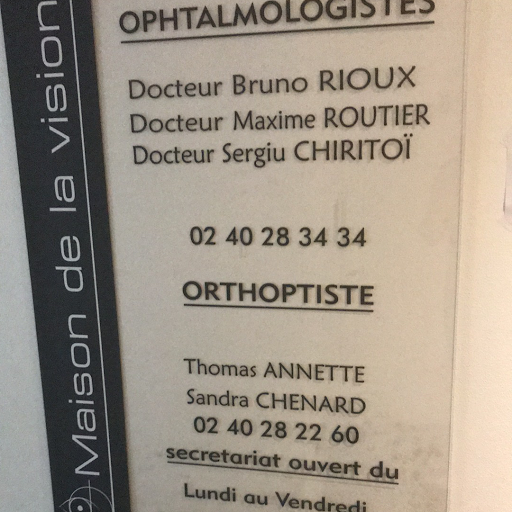 Maison de la vision
OPHTALMOLOGISTES
Docteur Bruno RIOUX
Docteur Maxime ROUTIER
Docteur Sergiu CHIRITOÏ
02 40 28 34 34
ORTHOPTISTE
Thomas ANNETTE
Sandra CHENARD
02 40 28 22 60
secretariat ouvert du
Lundi au Vendredi